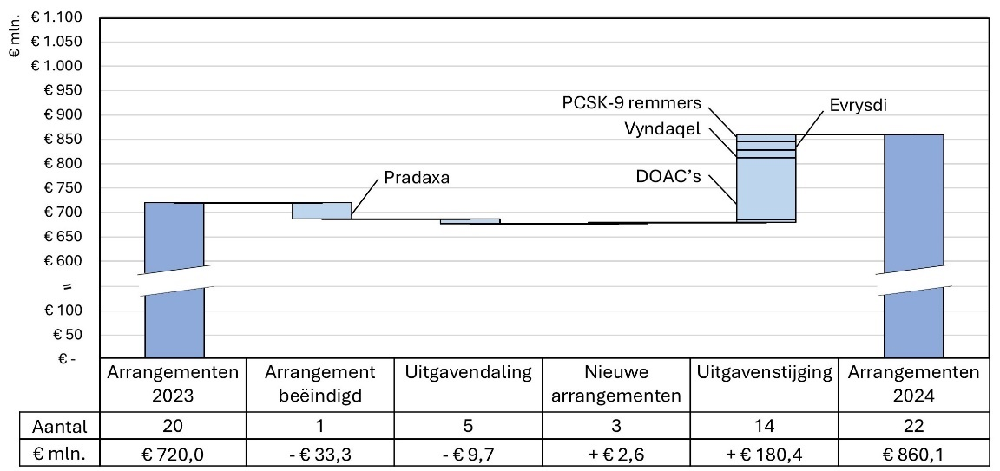 € mln.
€ 1.100
€ 1.050
€ 1.000
€ 950
€ 900
€ 850
€ 800
€ 750
€ 700
€ 650
€ 600
=
€ 100
€ 50
€ -
PCSK-9 remmers
Evrysdi
Vyndaqel
DOAC's
Pradaxa
Arrangementen 2023
Arrangement beëindigd
Uitgavendaling
Nieuwe arrangementen
Uitgavenstijging
Arrangementen 2024
Aantal 20 1 5 3 14 22
€ mln. € 720,0 - € 33,3 - € 9,7 + € 2,6 + € 180,4 € 860,1